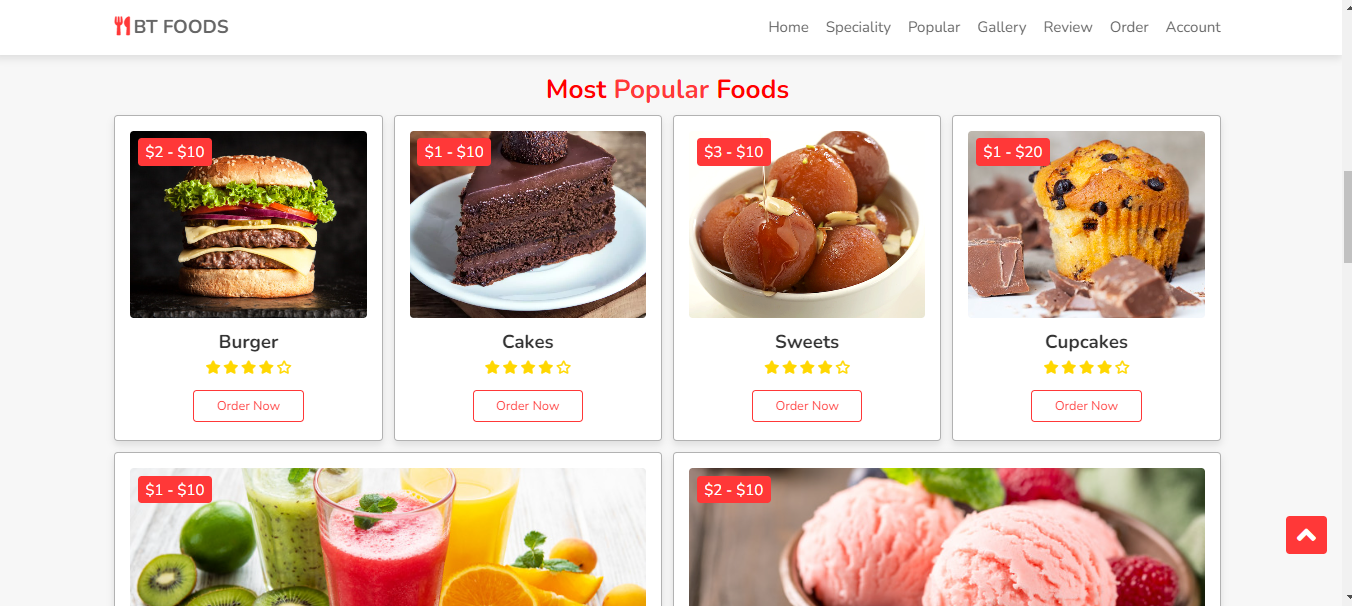 BT FOODS
Home Speciality Popular Gallery Review Order Account
Most Popular Foods
$2 - $10
Burger
Order Now
$1 - $10
Cakes
Order Now
$3 - $10
Sweets
Order Now
$1 - $20
Cupcakes
Order Now
$1 - $10
$2 - $10